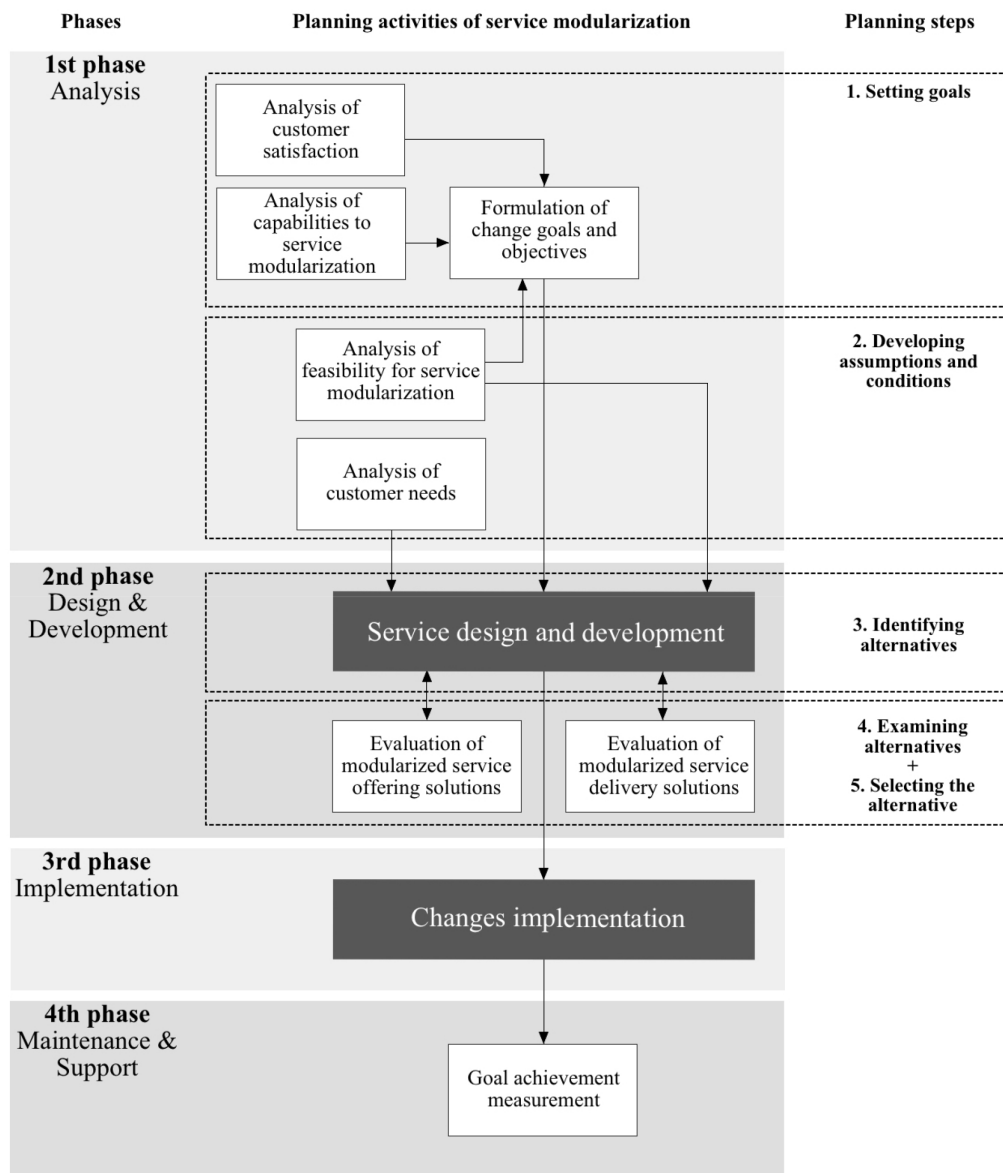 Phases
Planning activities of service modularization
Planning steps
1st phase
Analysis
1. Setting goals
Analysis of
customer
satisfaction
Analysis of
capabilities to
service
modularization
Formulation of
change goals and
objectives
2. Developing
assumptions and
conditions
Analysis of
feasibility for service
modularization
Analysis of
customer needs
2nd phase
Design &
Development
Service design and development
3. Identifying
alternatives
Evaluation of
modularized service
offering solutions
Evaluation of
modularized service
delivery solutions
4. Examining
alternatives
+
5. Selecting the
alternative
3rd phase
Implementation
Changes implementation
4th phase
Maintenance &
Support
Goal achievement
measurement